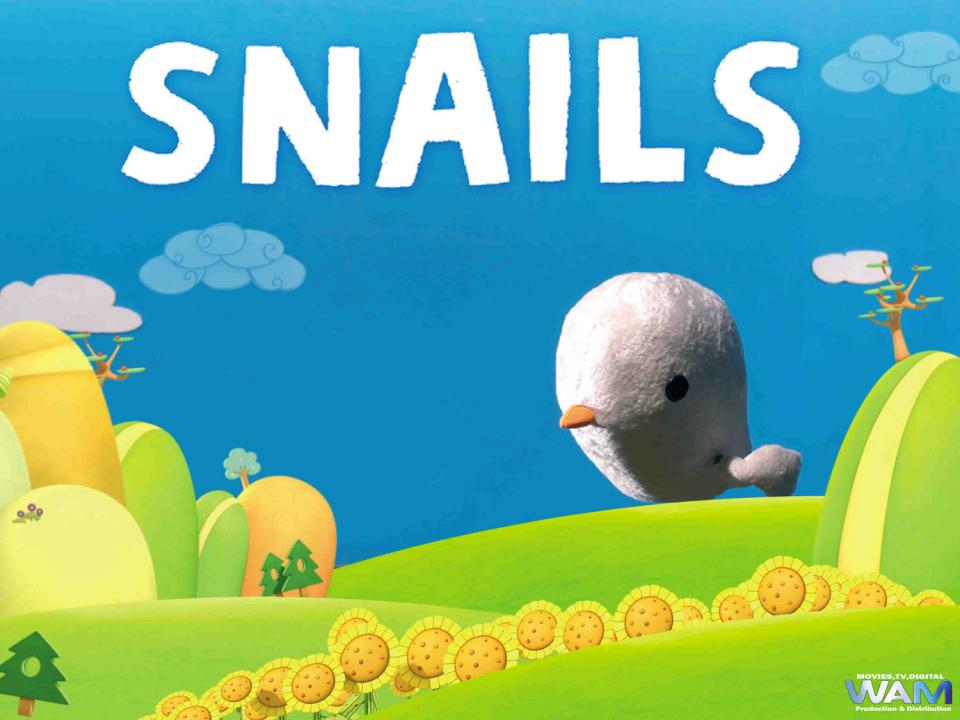 SNAILS
MOVIES,TV,DIGITAL
WAM
Production & Distribution